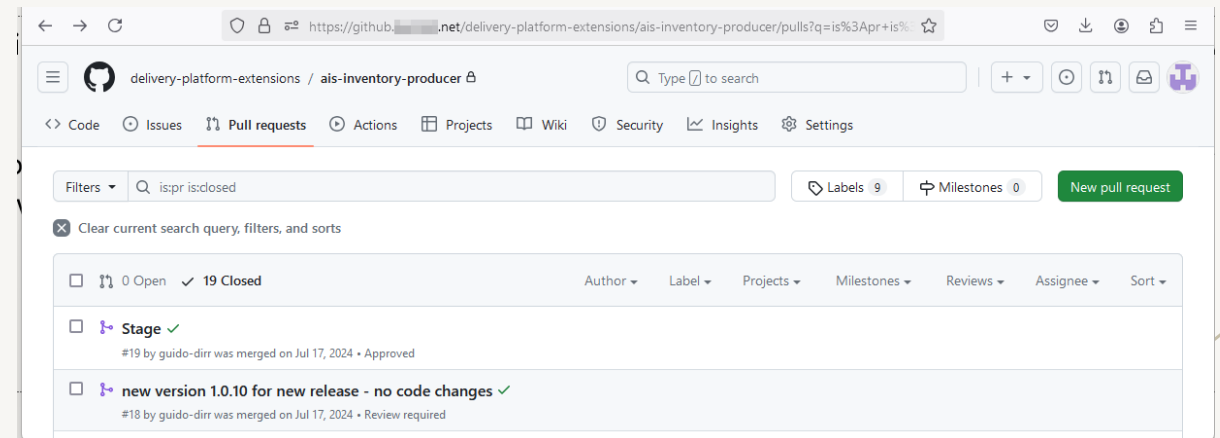 https://github. .net/delivery-platform-extensions/ais-inventory-producer/pulls?q=is%3Apr+is%
delivery-platform-extensions / ais-inventory-producer
Type / to search
Code Issues Pull requests Actions Projects Wiki Security Insights Settings
Filters is:pr is:closed Labels 9 Milestones 0 New pull request
Clear current search query, filters, and sorts
0 Open 19 Closed Author Label Projects Milestones Reviews Assignee Sort
Stage
#19 by guido-dirr was merged on Jul 17, 2024 • Approved
new version 1.0.10 for new release - no code changes
#18 by guido-dirr was merged on Jul 17, 2024 • Review required